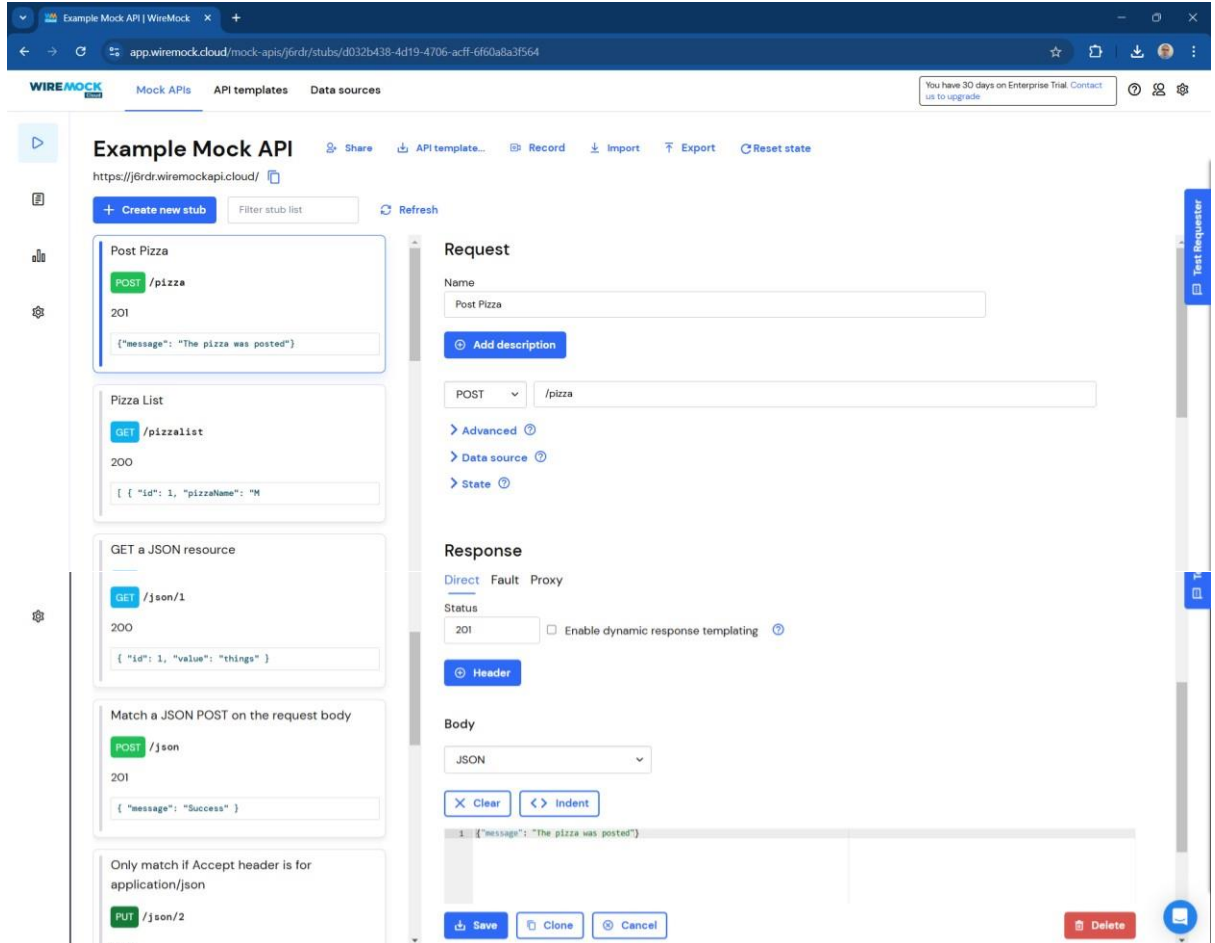 Example Mock API | WireMock
app.wiremock.cloud/mock-apis/j6rdr/stubs/d032b438-4d19-4706-acff-6f60a8a3f564
WIREMOCK
Cloud
Mock APIs API templates Data sources
You have 30 days on Enterprise Trial. Contact
us to upgrade
Example Mock API Share API template... Record Import Export Reset state
https://j6rdr.wiremockapi.cloud/
Create new stub Filter stub list Refresh
Test Requester
Post Pizza
POST /pizza
201
{"message": "The pizza was posted"}
Pizza List
GET /pizzalist
200
[ { "id": 1, "pizzaName": "M
GET a JSON resource
GET /json/1
200
{ "id": 1, "value": "things" }
Match a JSON POST on the request body
POST /json
201
{ "message": "Success" }
Only match if Accept header is for
application/json
PUT /json/2
Request
Name
Post Pizza
Add description
POST /pizza
Advanced
Data source
State
Response
Direct Fault Proxy
Status
201 Enable dynamic response templating
Header
Body
JSON
Clear Indent
1 {"message": "The pizza was posted"}
Save Clone Cancel Delete